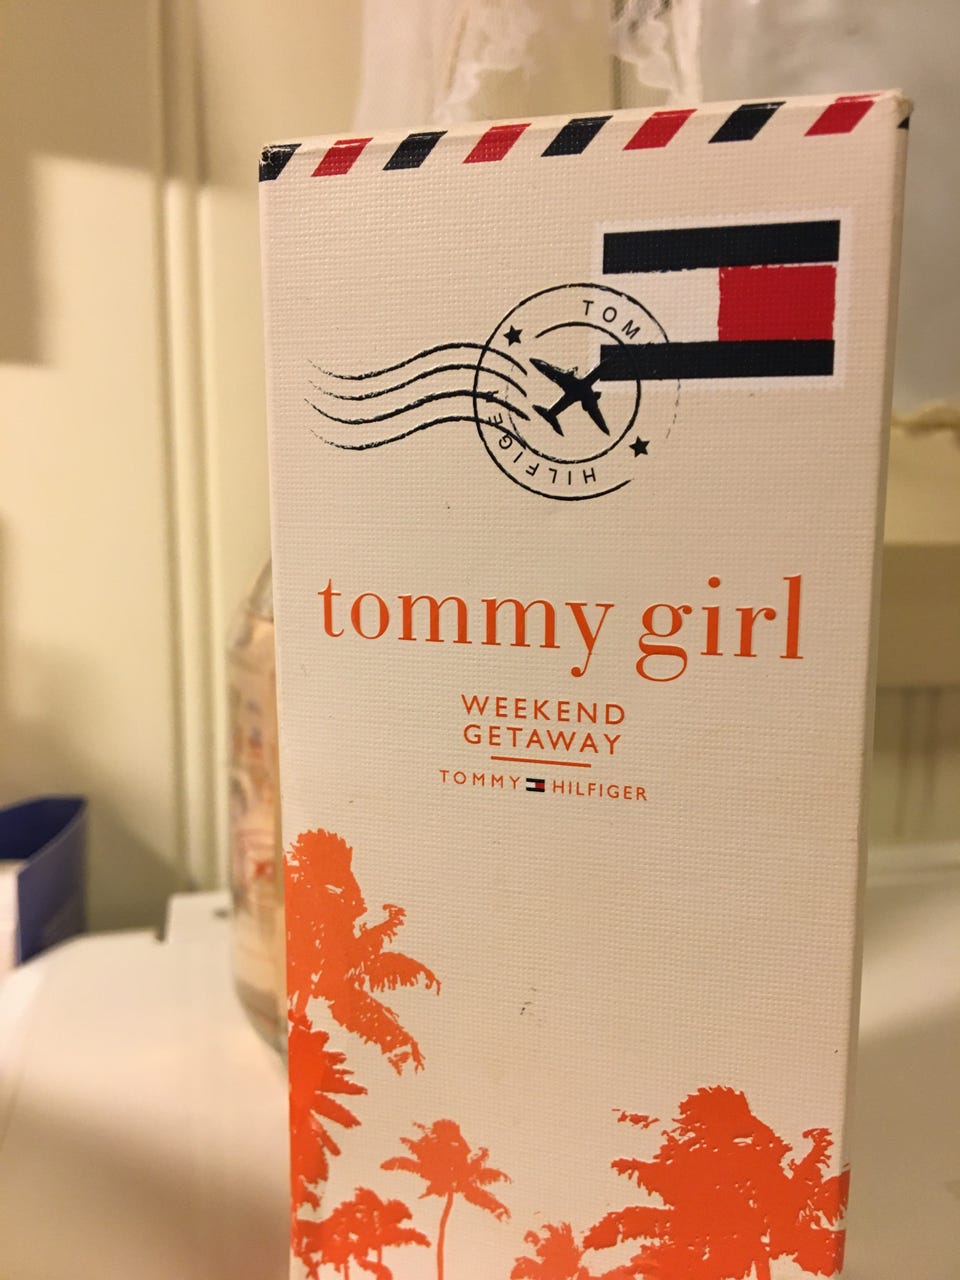 TOM
HILFIGER
tommy girl
WEEKEND
GETAWAY
TOMMY HILFIGER